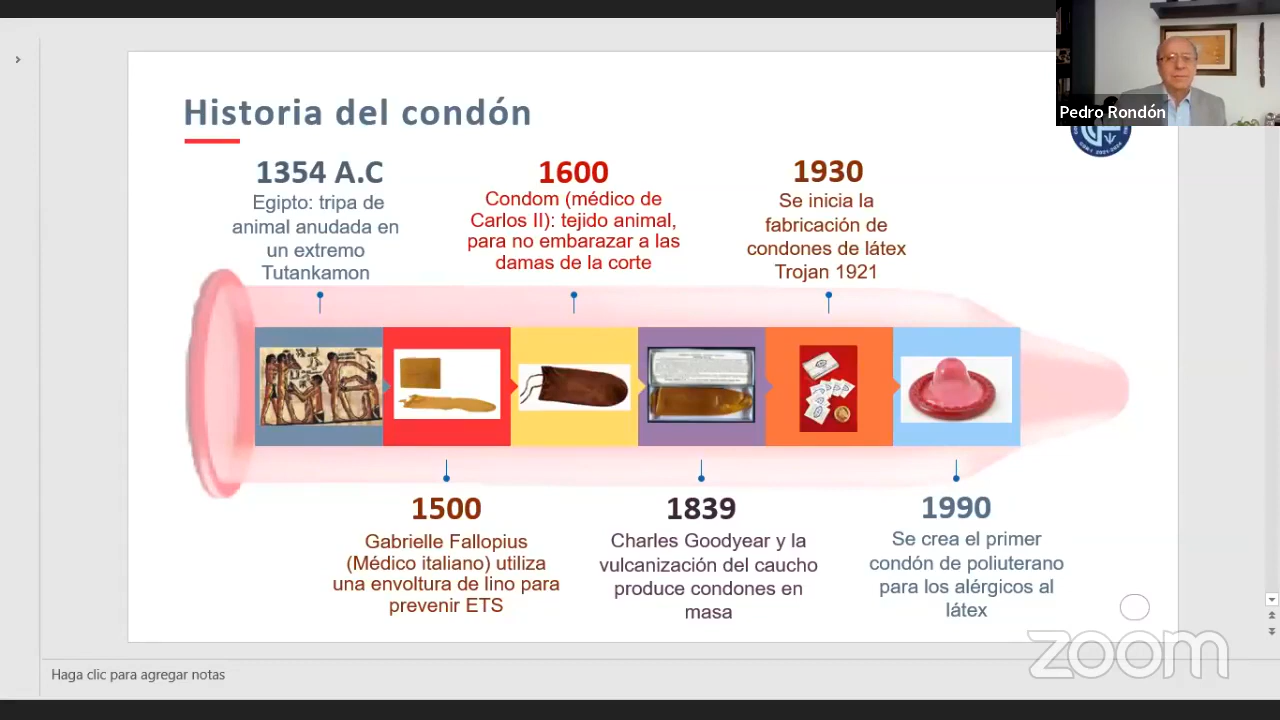 Pedro Rondón
Historia del condón
1354 A.C
Egipto: tripa de
animal anudada en
un extremo
Tutankamon
1600
Condom (médico de
Carlos II): tejido animal,
para no embarazar a las
damas de la corte
1930
Se inicia la
fabricación de
condones de látex
Trojan 1921
1500
Gabrielle Fallopius
(Médico italiano) utiliza
una envoltura de lino para
prevenir ETS
1839
Charles Goodyear y la
vulcanización del caucho
produce condones en
masa
1990
Se crea el primer
condón de poliuterano
para los alérgicos al
látex
zoom
Haga clic para agregar notas